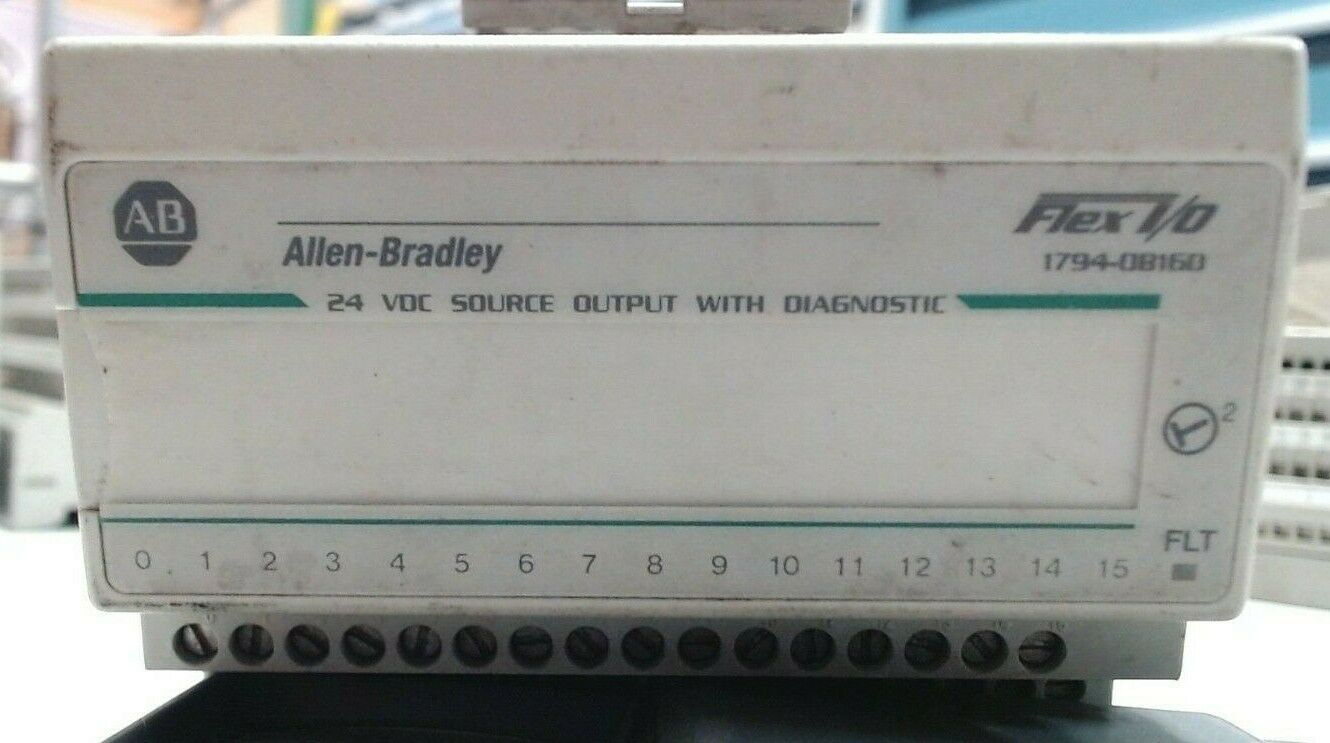 AB
Allen-Bradley
Flex I/O
1794-OB16D
24 VDC SOURCE OUTPUT WITH DIAGNOSTIC
2
FLT
0 1 2 3 4 5 6 7 8 9 10 11 12 13 14 15